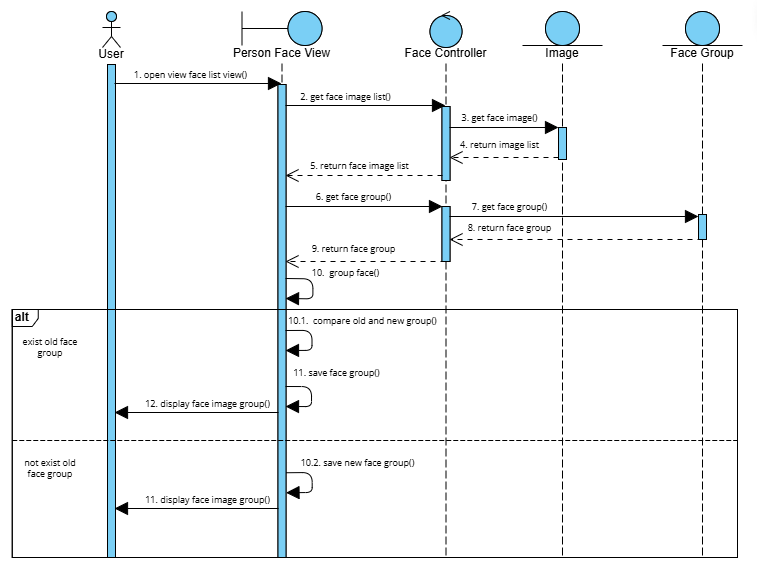 User
Person Face View
Face Controller
Image
Face Group
1. open view face list view()
2. get face image list()
3. get face image()
4. return image list
5. return face image list
6. get face group()
7. get face group()
8. return face group
9. return face group
10. group face()
alt
10.1. compare old and new group()
exist old face
group
11. save face group()
12. display face image group()
not exist old
face group
10.2. save new face group()
11. display face image group()